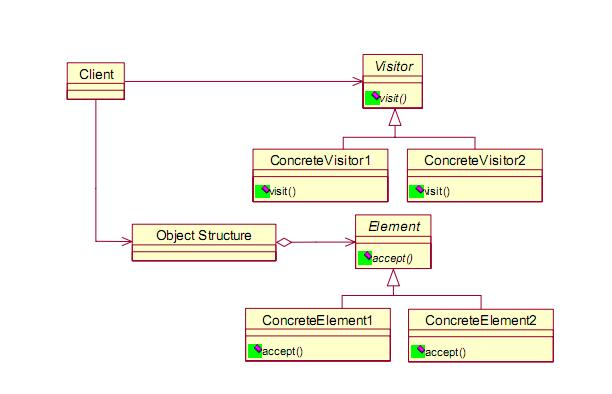 Visitor
Client
visit()
ConcreteVisitor1
ConcreteVisitor2
visit()
visit()
Element
Object Structure
accept()
ConcreteElement1
ConcreteElement2
accept()
accept()